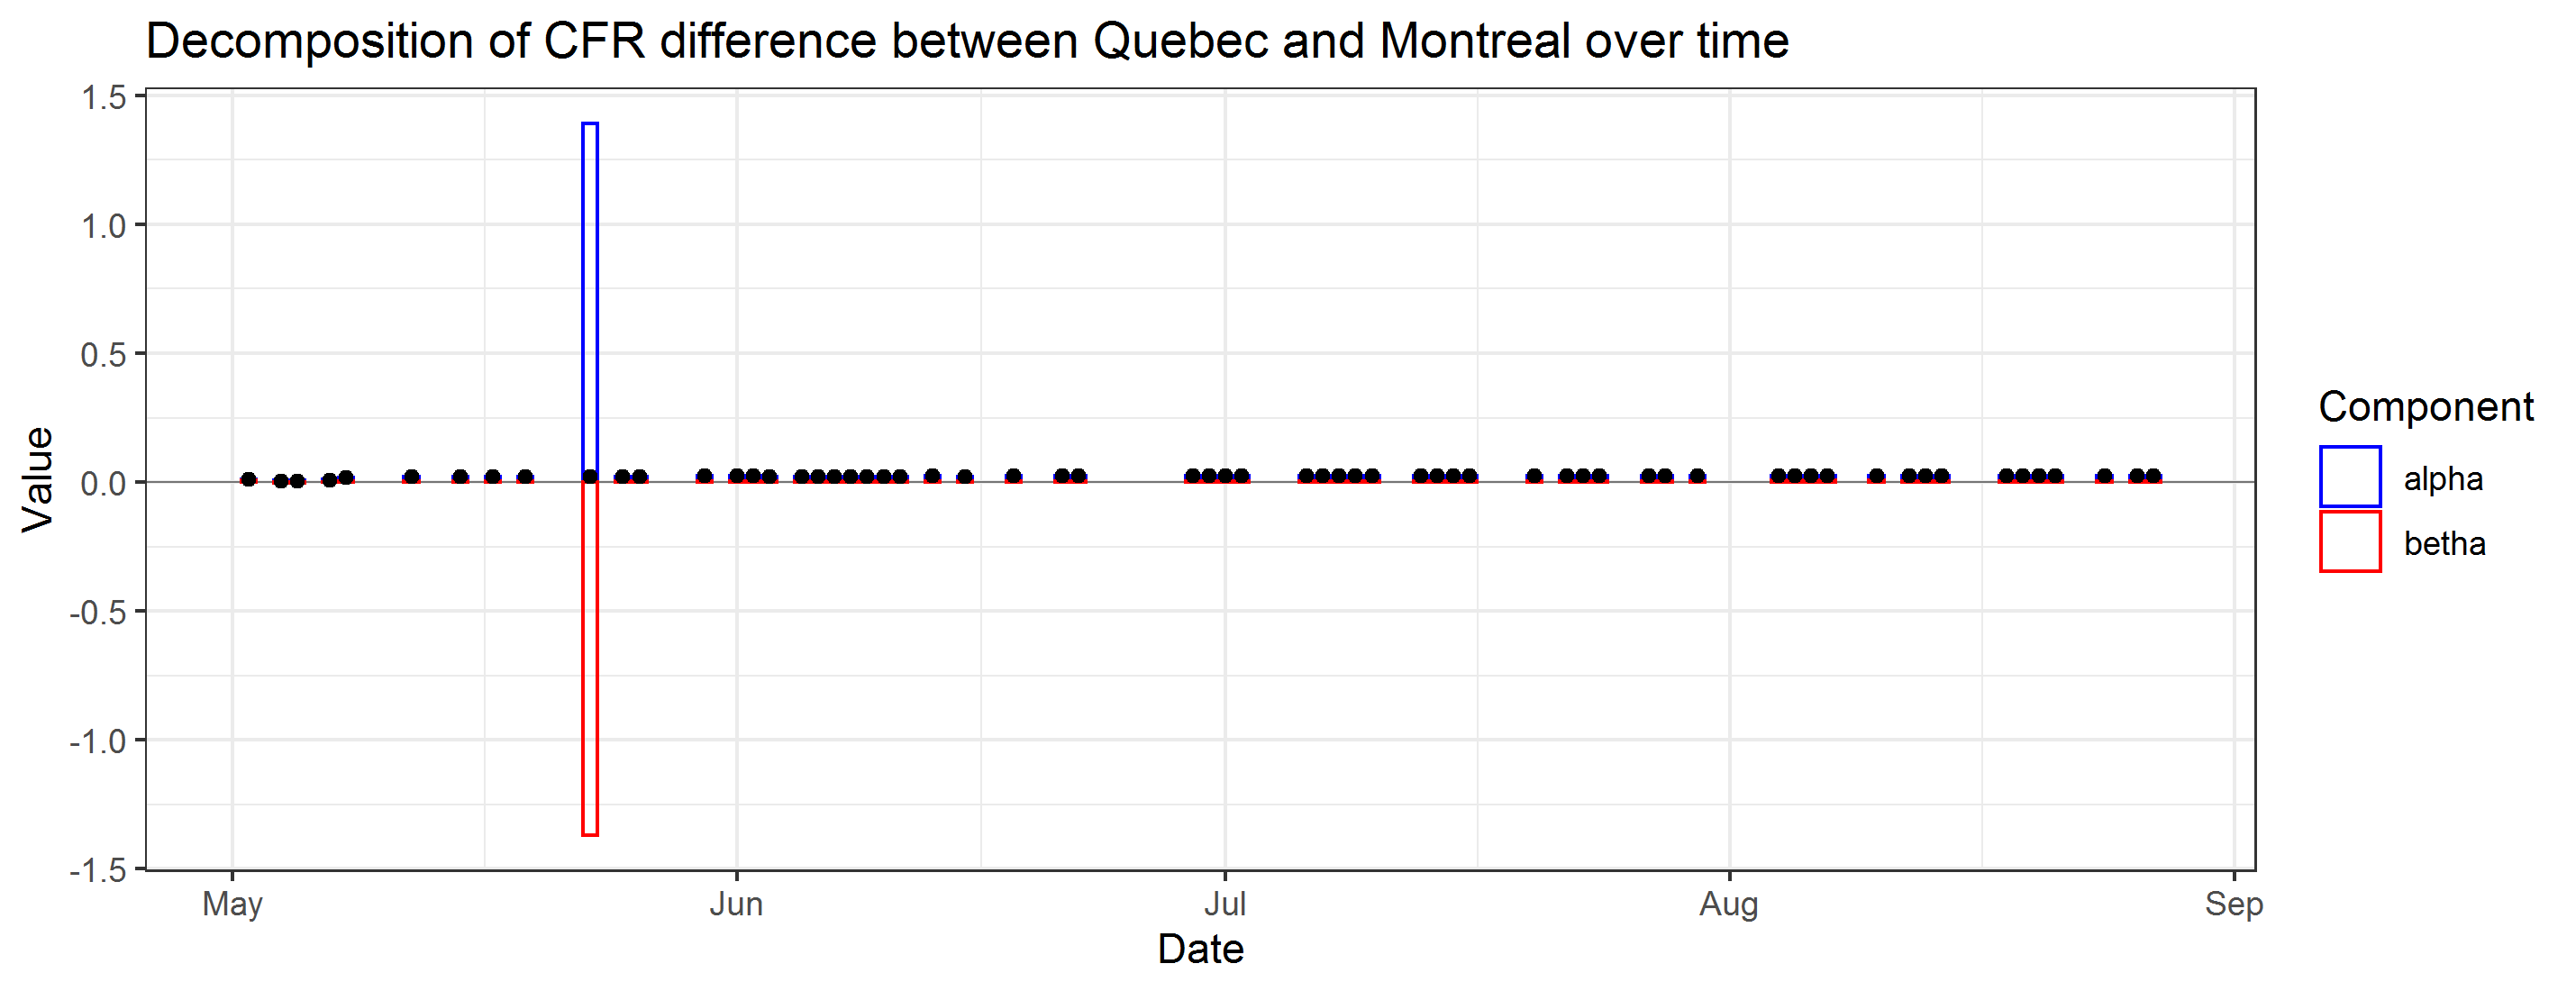 Decomposition of CFR difference between Quebec and Montreal over time
1.5
1.0
0.5
0.0
-0.5
-1.0
-1.5
Value
May Jun Jul Aug Sep
Date
Component
alpha
betha